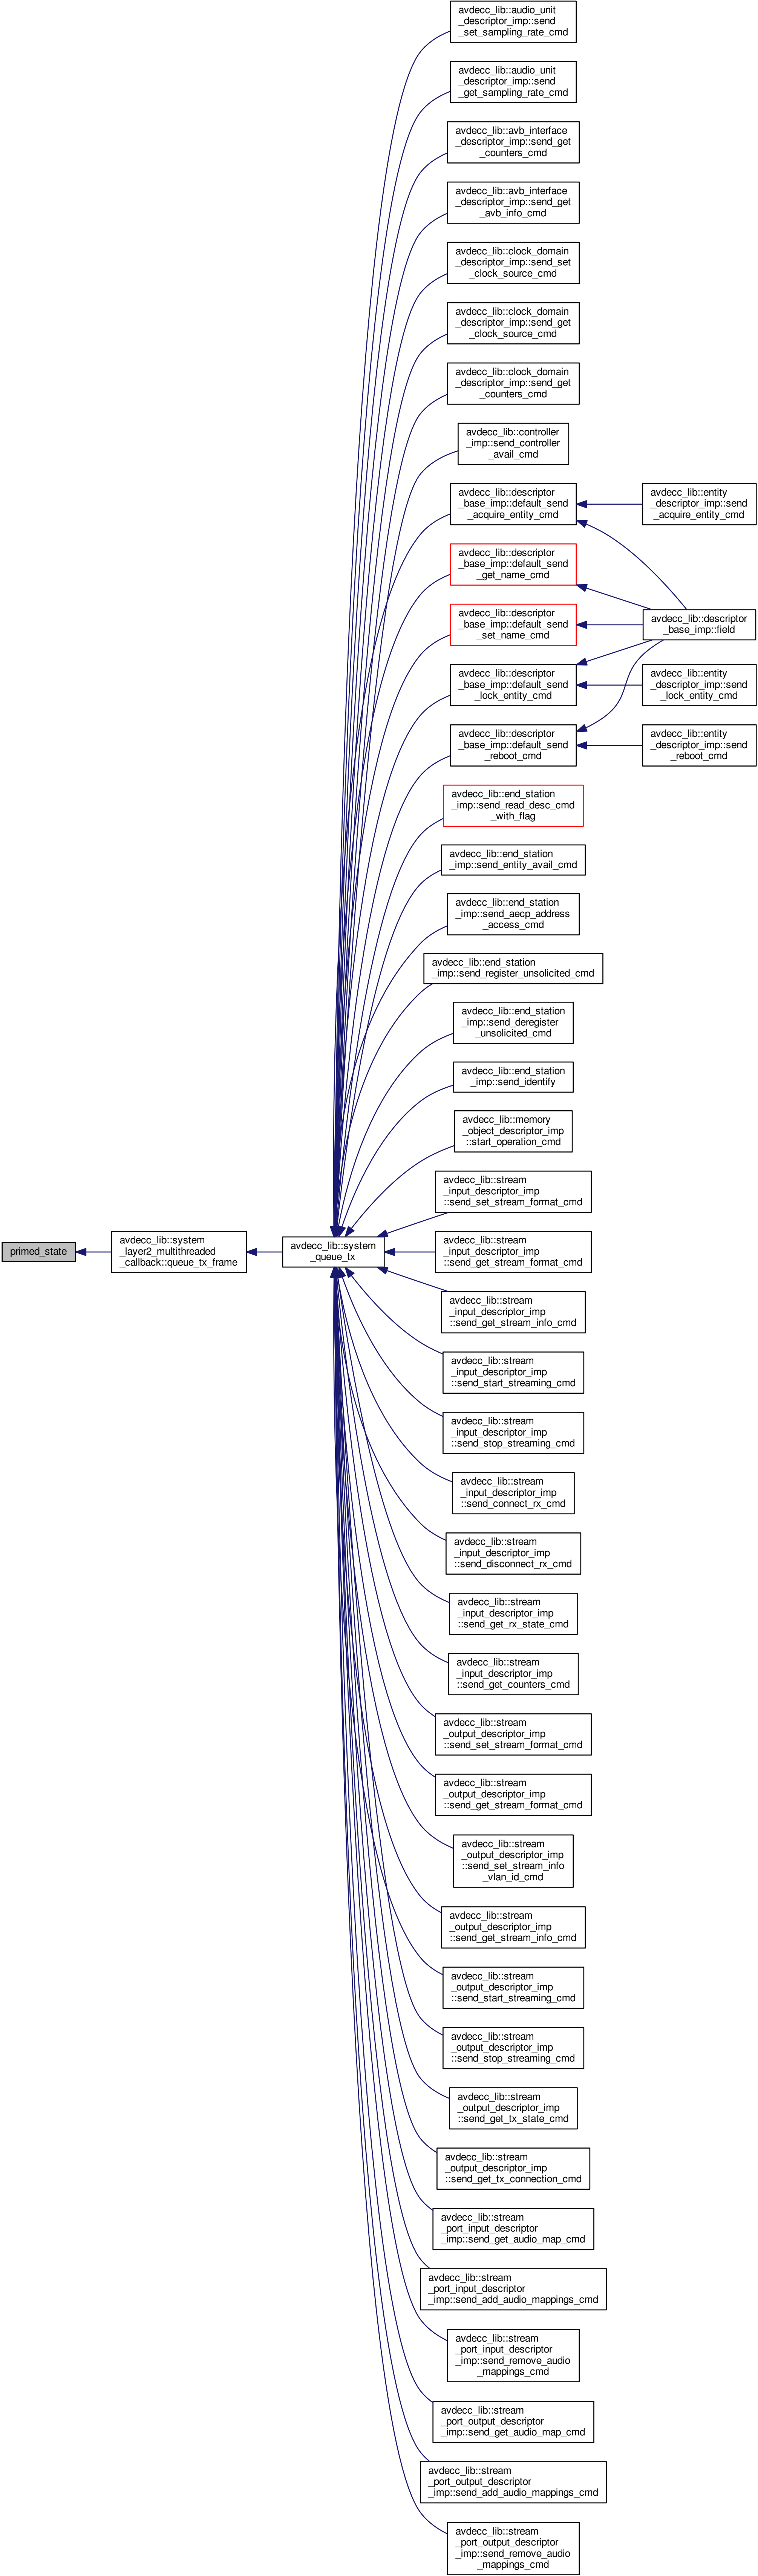 avdecc_lib::audio_unit
_descriptor_imp::send
_set_sampling_rate_cmd
avdecc_lib::audio_unit
_descriptor_imp::send
_get_sampling_rate_cmd
avdecc_lib::avb_interface
_descriptor_imp::send_get
_counters_cmd
avdecc_lib::avb_interface
_descriptor_imp::send_get
_avb_info_cmd
avdecc_lib::clock_domain
_descriptor_imp::send_set
_clock_source_cmd
avdecc_lib::clock_domain
_descriptor_imp::send_get
_clock_source_cmd
avdecc_lib::clock_domain
_descriptor_imp::send_get
_counters_cmd
avdecc_lib::controller
_imp::send_controller
_avail_cmd
avdecc_lib::descriptor
_base_imp::default_send
_acquire_entity_cmd
avdecc_lib::entity
_descriptor_imp::send
_acquire_entity_cmd
avdecc_lib::descriptor
_base_imp::default_send
_get_name_cmd
avdecc_lib::descriptor
_base_imp::default_send
_set_name_cmd
avdecc_lib::descriptor
_base_imp::field
avdecc_lib::descriptor
_base_imp::default_send
_lock_entity_cmd
avdecc_lib::entity
_descriptor_imp::send
_lock_entity_cmd
avdecc_lib::descriptor
_base_imp::default_send
_reboot_cmd
avdecc_lib::entity
_descriptor_imp::send
_reboot_cmd
avdecc_lib::end_station
_imp::send_read_desc_cmd
_with_flag
avdecc_lib::end_station
_imp::send_entity_avail_cmd
avdecc_lib::end_station
_imp::send_aecp_address
_access_cmd
avdecc_lib::end_station
_imp::send_register_unsolicited_cmd
avdecc_lib::end_station
_imp::send_deregister
_unsolicited_cmd
avdecc_lib::end_station
_imp::send_identify
avdecc_lib::memory
_object_descriptor_imp
::start_operation_cmd
avdecc_lib::stream
_input_descriptor_imp
::send_set_stream_format_cmd
primed_state
avdecc_lib::system
_layer2_multithreaded
_callback::queue_tx_frame
avdecc_lib::system
_queue_tx
avdecc_lib::stream
_input_descriptor_imp
::send_get_stream_format_cmd
avdecc_lib::stream
_input_descriptor_imp
::send_get_stream_info_cmd
avdecc_lib::stream
_input_descriptor_imp
::send_start_streaming_cmd
avdecc_lib::stream
_input_descriptor_imp
::send_stop_streaming_cmd
avdecc_lib::stream
_input_descriptor_imp
::send_connect_rx_cmd
avdecc_lib::stream
_input_descriptor_imp
::send_disconnect_rx_cmd
avdecc_lib::stream
_input_descriptor_imp
::send_get_rx_state_cmd
avdecc_lib::stream
_input_descriptor_imp
::send_get_counters_cmd
avdecc_lib::stream
_output_descriptor_imp
::send_set_stream_format_cmd
avdecc_lib::stream
_output_descriptor_imp
::send_get_stream_format_cmd
avdecc_lib::stream
_output_descriptor_imp
::send_set_stream_info
_vlan_id_cmd
avdecc_lib::stream
_output_descriptor_imp
::send_get_stream_info_cmd
avdecc_lib::stream
_output_descriptor_imp
::send_start_streaming_cmd
avdecc_lib::stream
_output_descriptor_imp
::send_stop_streaming_cmd
avdecc_lib::stream
_output_descriptor_imp
::send_get_tx_state_cmd
avdecc_lib::stream
_output_descriptor_imp
::send_get_tx_connection_cmd
avdecc_lib::stream
_port_input_descriptor
_imp::send_get_audio_map_cmd
avdecc_lib::stream
_port_input_descriptor
_imp::send_add_audio_mappings_cmd
avdecc_lib::stream
_port_input_descriptor
_imp::send_remove_audio
_mappings_cmd
avdecc_lib::stream
_port_output_descriptor
_imp::send_get_audio_map_cmd
avdecc_lib::stream
_port_output_descriptor
_imp::send_add_audio_mappings_cmd
avdecc_lib::stream
_port_output_descriptor
_imp::send_remove_audio
_mappings_cmd